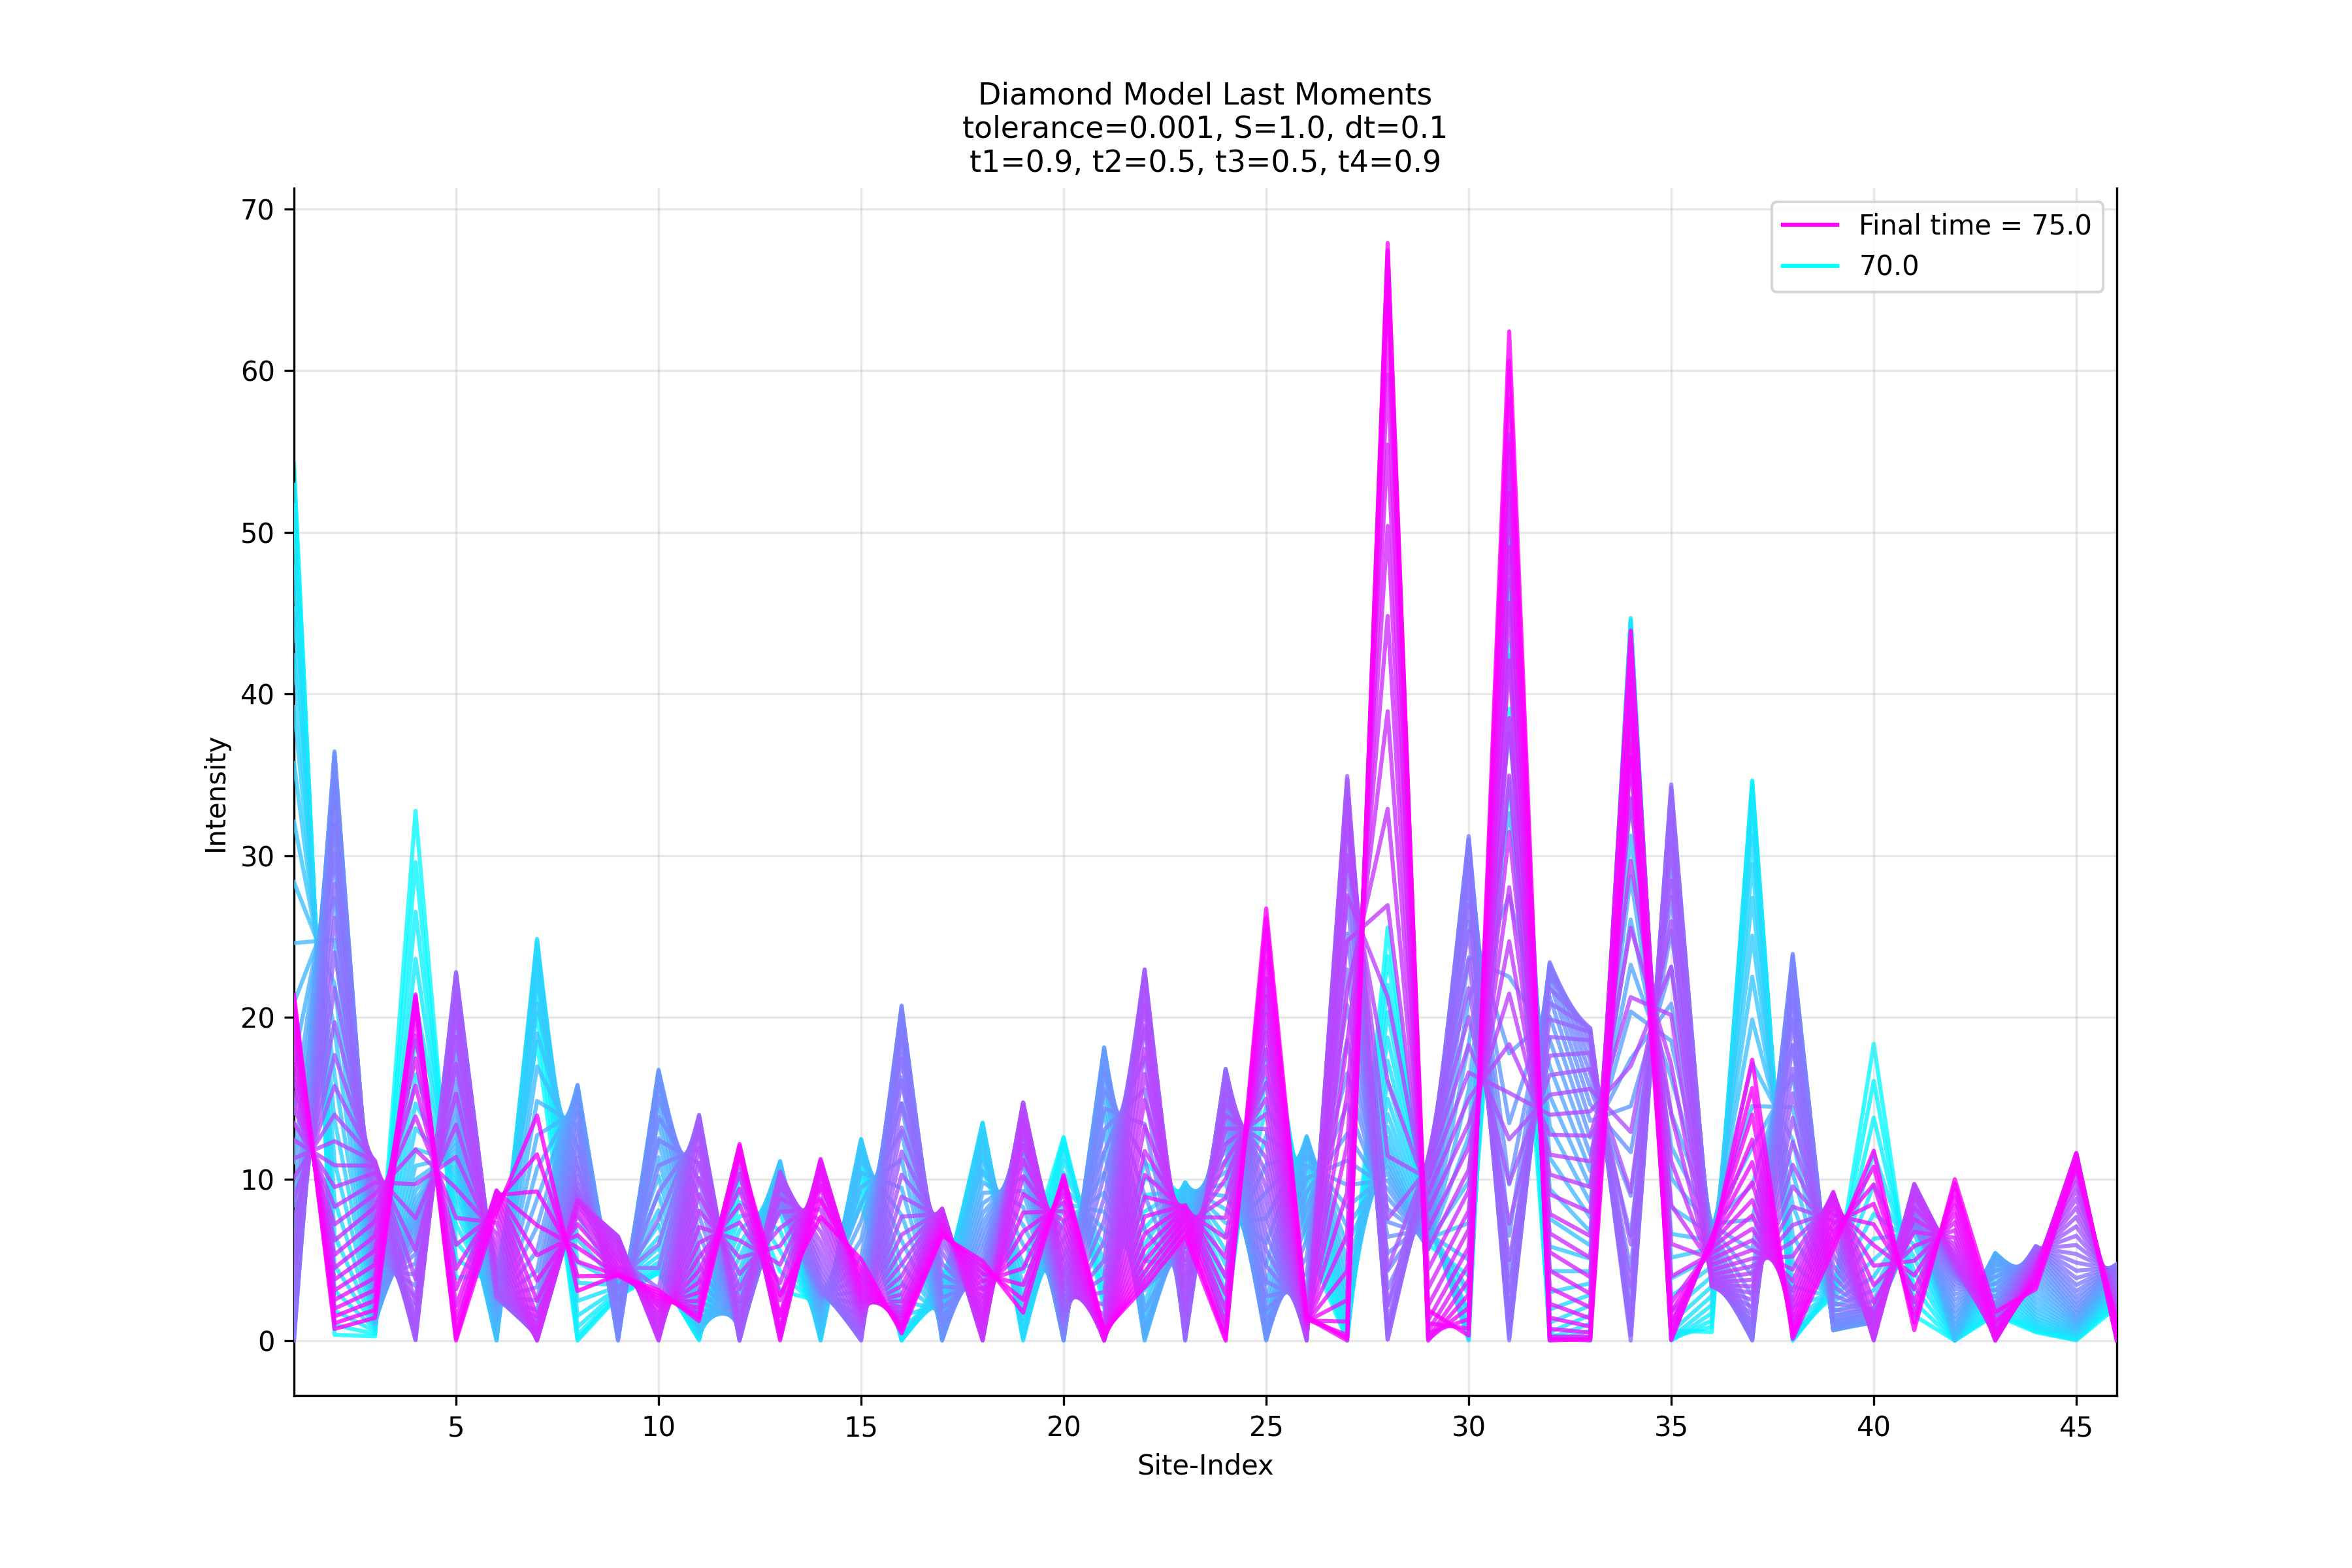 Diamond Model Last Moments
tolerance=0.001, S=1.0, dt=0.1
t1=0.9, t2=0.5, t3=0.5, t4=0.9
Final time = 75.0
70.0
Intensity
70
60
50
40
30
20
10
0
5 10 15 20 25 30 35 40 45
Site-Index